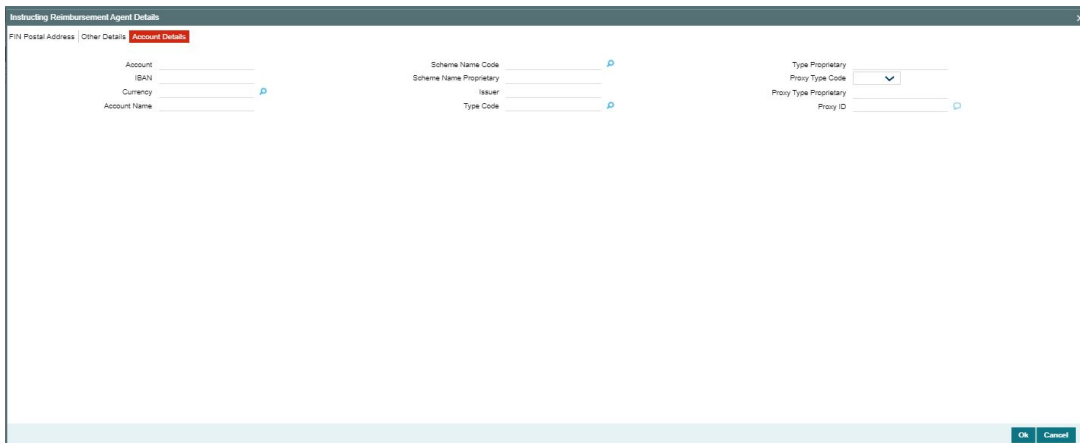 Instructing Reimbursement Agent Details
FIN Postal Address Other Details Account Details
Account Scheme Name Code Type Proprietary
IBAN Scheme Name Proprietary Proxy Type Code
Currency Issuer Proxy Type Proprietary
Account Name Type Code Proxy ID
Ok Cancel